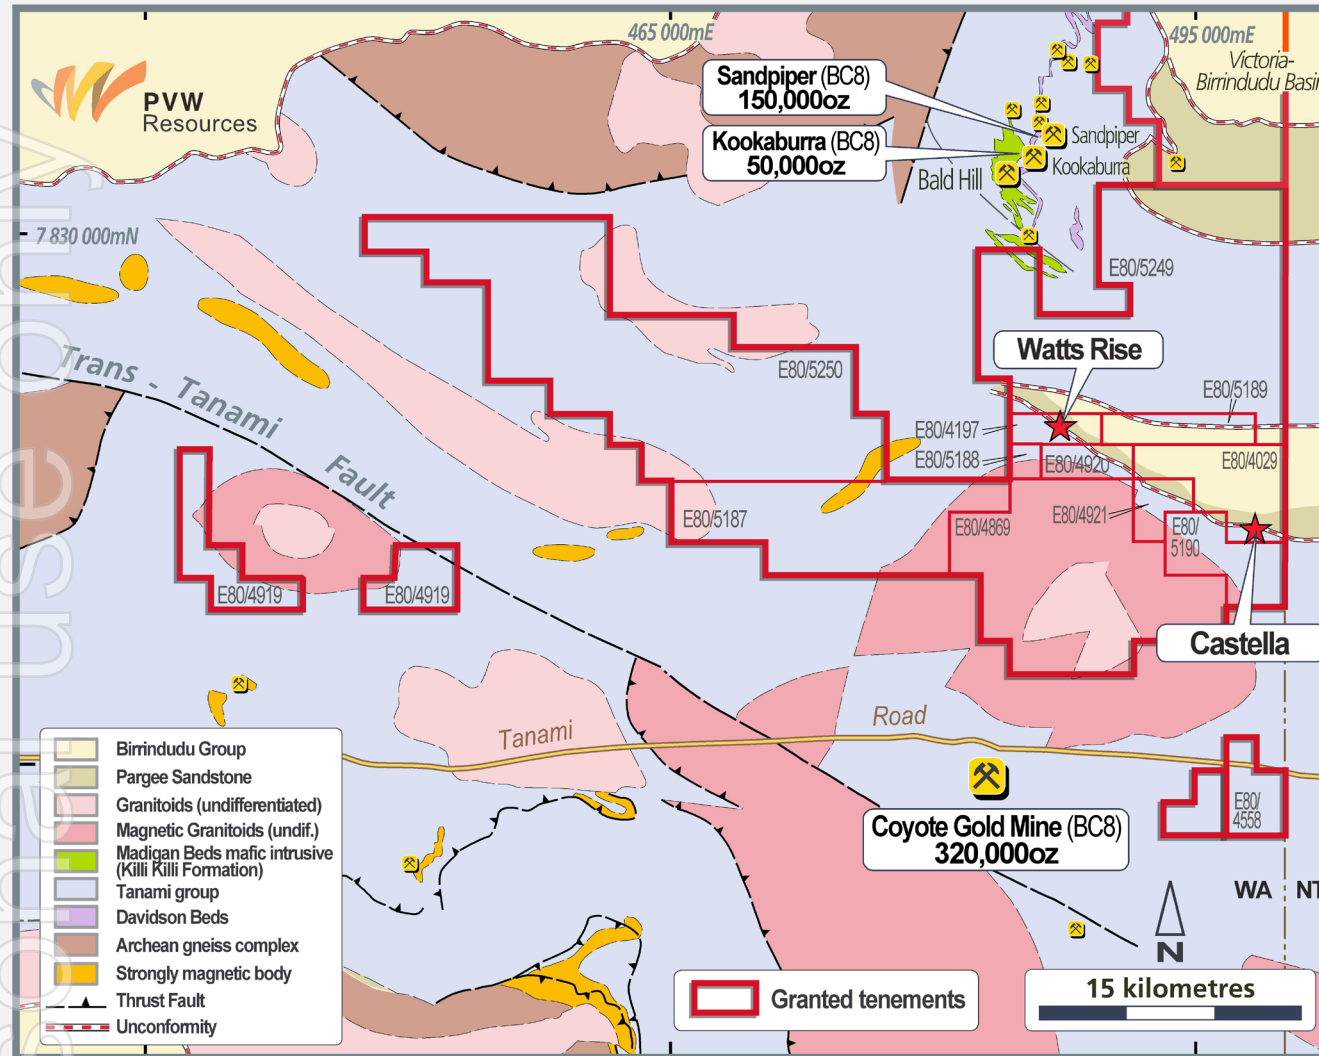 465 000mE
495 000mE
Victoria-
Birrindudu Basin
PVW
Resources
Sandpiper (BC8)
150,000oz
Kookaburra (BC8)
50,000oz
Sandpiper
Kookaburra
Bald Hill
7 830 000mN
E80/5249
Watts Rise
Trans - Tanami
Fault
E80/5250
E80/5189
E80/4197
E80/5188
E80/4920
E80/4029
E80/5187
E80/4869
E80/4921
E80/
5190
E80/4919
E80/4919
Castella
Tanami
Road
Coyote Gold Mine (BC8)
320,000oz
E80/
4558
WA
NT
N
Birrindudu Group
Pargee Sandstone
Granitoids (undifferentiated)
Magnetic Granitoids (undif.)
Madigan Beds mafic intrusive
(Killi Killi Formation)
Tanami group
Davidson Beds
Archean gneiss complex
Strongly magnetic body
Thrust Fault
Unconformity
Granted tenements
15 kilometres
use only